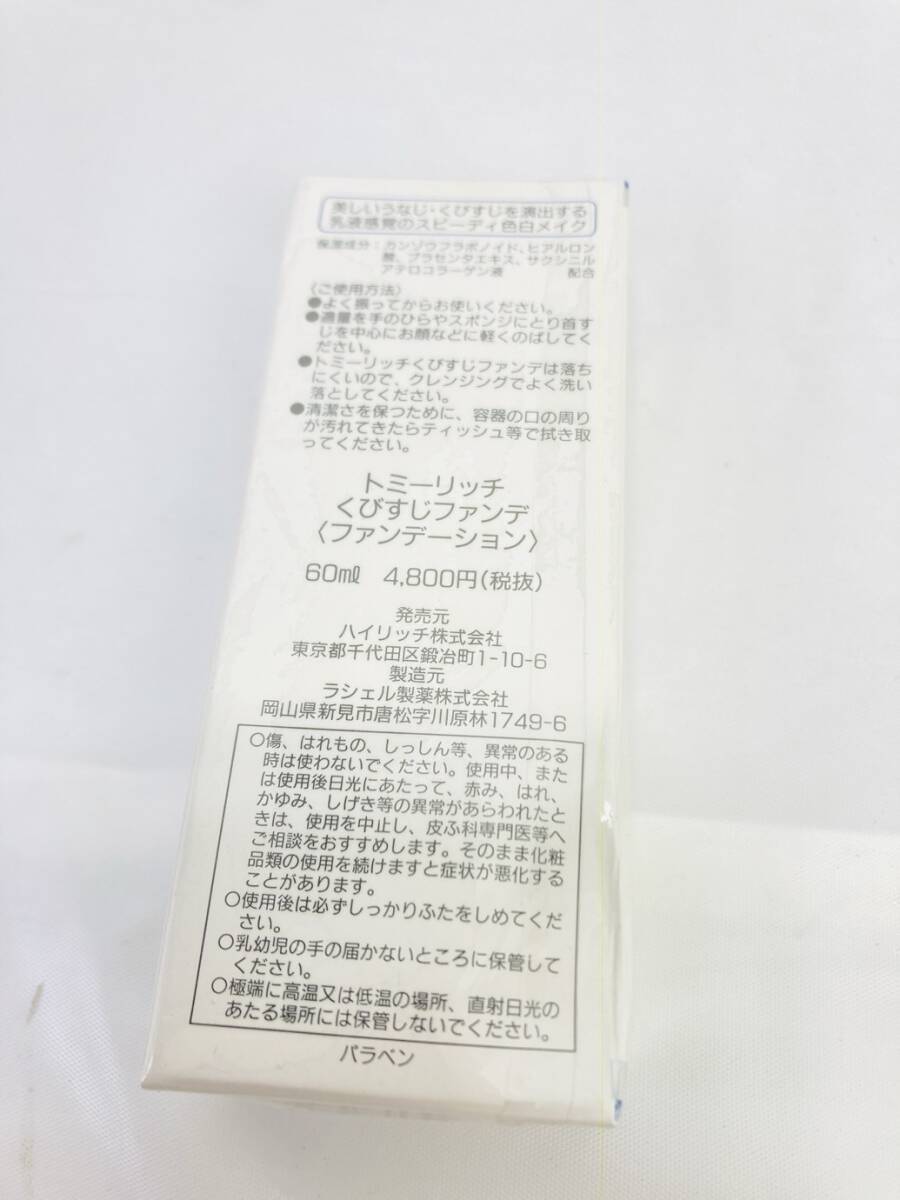 美しいうなじ・くびすじを演出する
乳液感覚のスピーディ色白メイク
保湿成分：カンゾウフラボノイド、ヒアルロン
酸、プラセンタエキス、サクシニル
アテロコラーゲン液 配合
〈ご使用方法〉
●よく振ってからお使いください。
●適量を手のひらやスポンジにとり首す
じを中心にお顔などに軽くのばしてく
ださい。
●トミーリッチくびすじファンデは落ち
にくいので、クレンジングでよく洗い
落としてください。
●清潔さを保つために、容器の口の周り
が汚れてきたらティッシュ等で拭き取
ってください。
トミーリッチ
くびすじファンデ
〈ファンデーション〉
60㎖ 4,800円(税抜)
発売元
ハイリッチ株式会社
東京都千代田区鍛冶町1-10-6
製造元
ラシェル製薬株式会社
岡山県新見市唐松字川原林1749-6
○傷、はれもの、しっしん等、異常のある
時は使わないでください。使用中、また
は使用後日光にあたって、赤み、はれ、
かゆみ、しげき等の異常があらわれたと
きは、使用を中止し、皮ふ科専門医等へ
ご相談をおすすめします。そのまま化粧
品類の使用を続けますと症状が悪化する
ことがあります。
○使用後は必ずしっかりふたをしめてくだ
さい。
○乳幼児の手の届かないところに保管して
ください。
○極端に高温又は低温の場所、直射日光の
あたる場所には保管しないでください。
パラベン